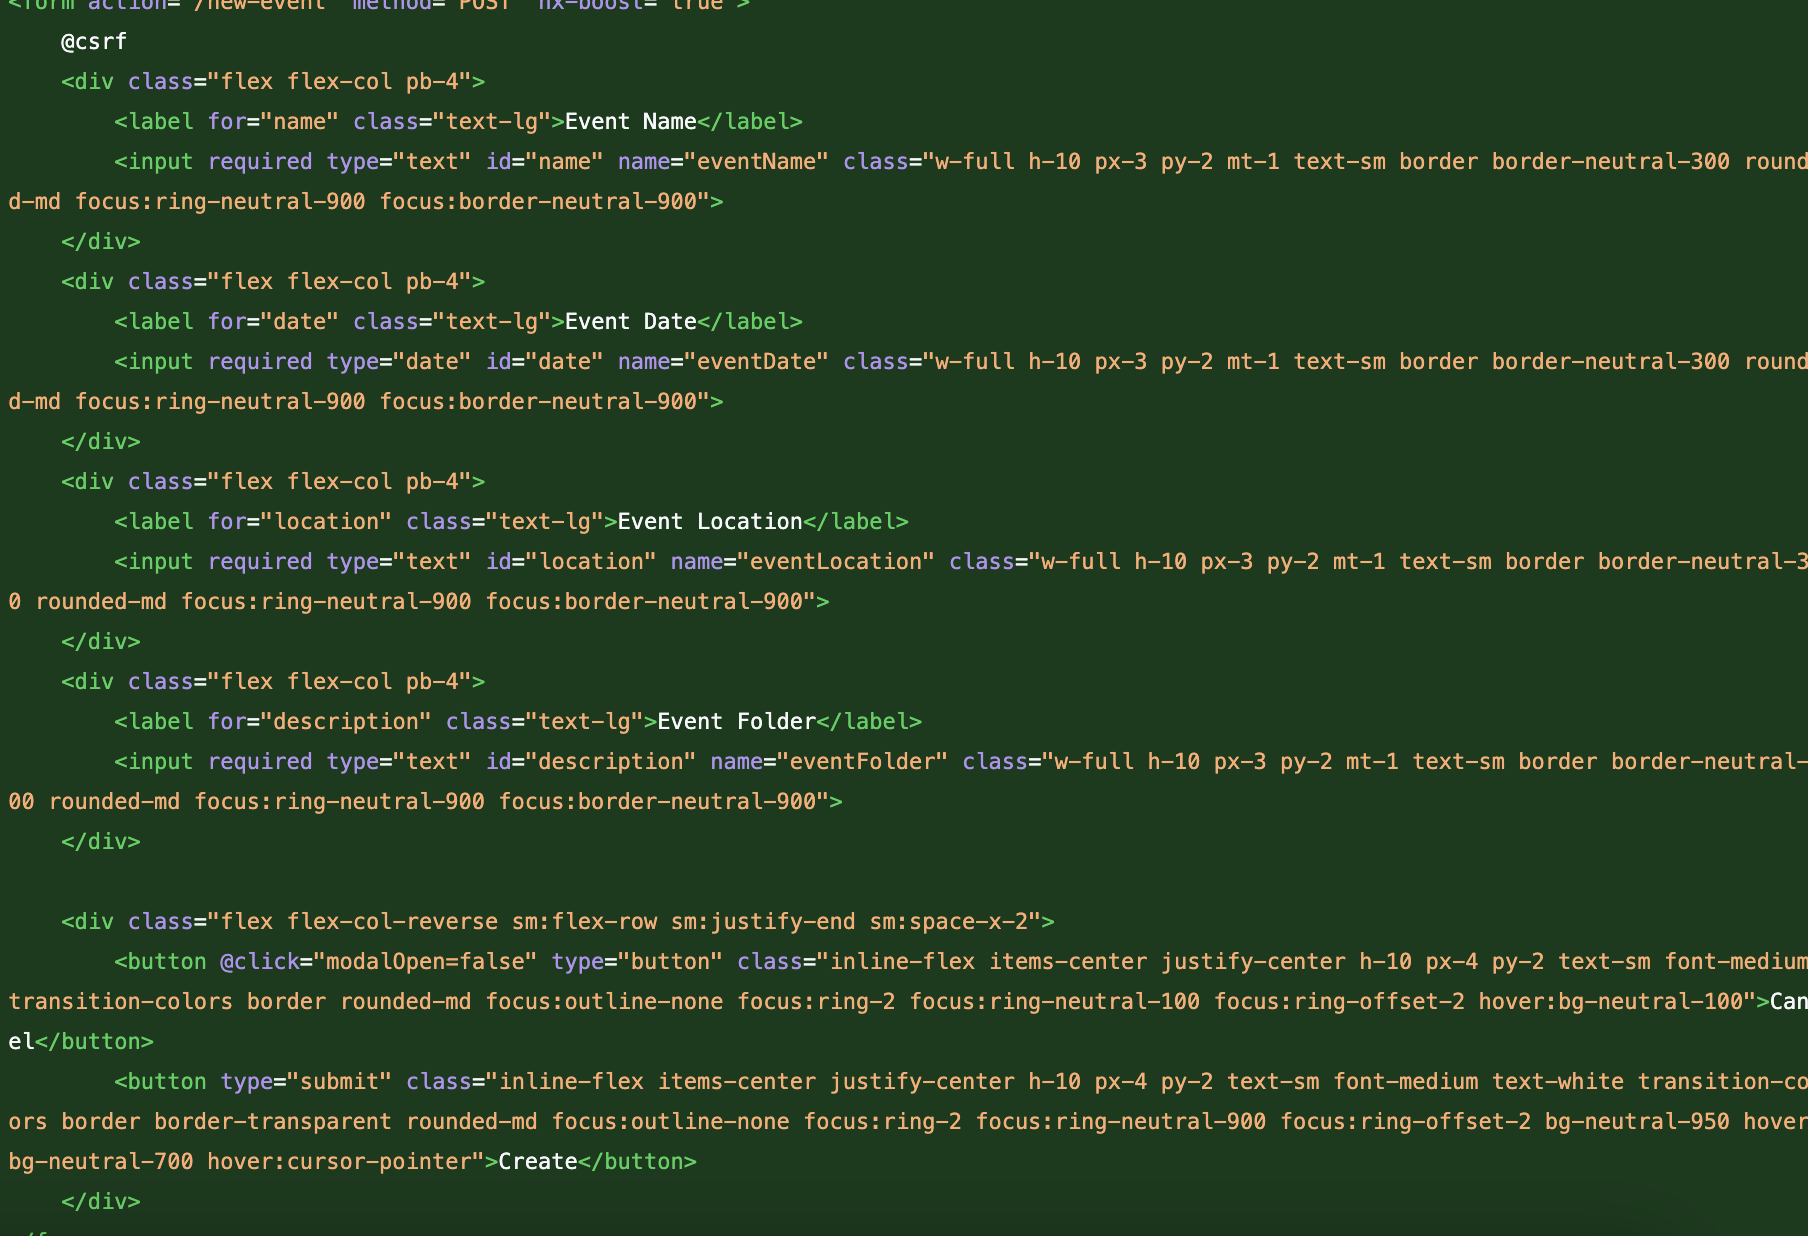 <form action="/new-event" method="POST" hx-boost="true">
@csrf
<div class="flex flex-col pb-4">
<label for="name" class="text-lg">Event Name</label>
<input required type="text" id="name" name="eventName" class="w-full h-10 px-3 py-2 mt-1 text-sm border border-neutral-300 round
d-md focus:ring-neutral-900 focus:border-neutral-900">
</div>
<div class="flex flex-col pb-4">
<label for="date" class="text-lg">Event Date</label>
<input required type="date" id="date" name="eventDate" class="w-full h-10 px-3 py-2 mt-1 text-sm border border-neutral-300 round
d-md focus:ring-neutral-900 focus:border-neutral-900">
</div>
<div class="flex flex-col pb-4">
<label for="location" class="text-lg">Event Location</label>
<input required type="text" id="location" name="eventLocation" class="w-full h-10 px-3 py-2 mt-1 text-sm border border-neutral-3
0 rounded-md focus:ring-neutral-900 focus:border-neutral-900">
</div>
<div class="flex flex-col pb-4">
<label for="description" class="text-lg">Event Folder</label>
<input required type="text" id="description" name="eventFolder" class="w-full h-10 px-3 py-2 mt-1 text-sm border border-neutral-
00 rounded-md focus:ring-neutral-900 focus:border-neutral-900">
</div>
<div class="flex flex-col-reverse sm:flex-row sm:justify-end sm:space-x-2">
<button @click="modalOpen=false" type="button" class="inline-flex items-center justify-center h-10 px-4 py-2 text-sm font-medium
transition-colors border rounded-md focus:outline-none focus:ring-2 focus:ring-neutral-100 focus:ring-offset-2 hover:bg-neutral-100">Can
el</button>
<button type="submit" class="inline-flex items-center justify-center h-10 px-4 py-2 text-sm font-medium text-white transition-co
ors border border-transparent rounded-md focus:outline-none focus:ring-2 focus:ring-neutral-900 focus:ring-offset-2 bg-neutral-950 hover
bg-neutral-700 hover:cursor-pointer">Create</button>
</div>